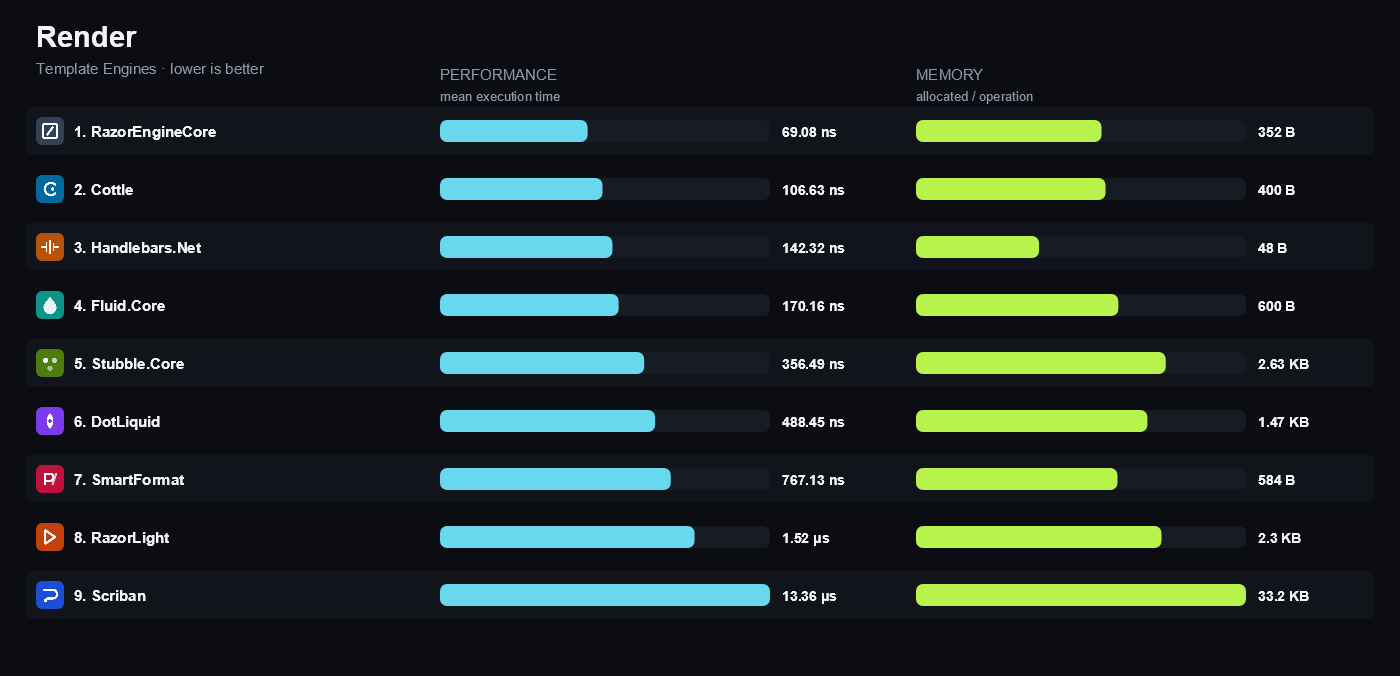 Render
Template Engines · lower is better
PERFORMANCE
mean execution time
MEMORY
allocated / operation
1. RazorEngineCore 69.08 ns 352 B
2. Cottle 106.63 ns 400 B
3. Handlebars.Net 142.32 ns 48 B
4. Fluid.Core 170.16 ns 600 B
5. Stubble.Core 356.49 ns 2.63 KB
6. DotLiquid 488.45 ns 1.47 KB
7. SmartFormat 767.13 ns 584 B
8. RazorLight 1.52 µs 2.3 KB
9. Scriban 13.36 µs 33.2 KB